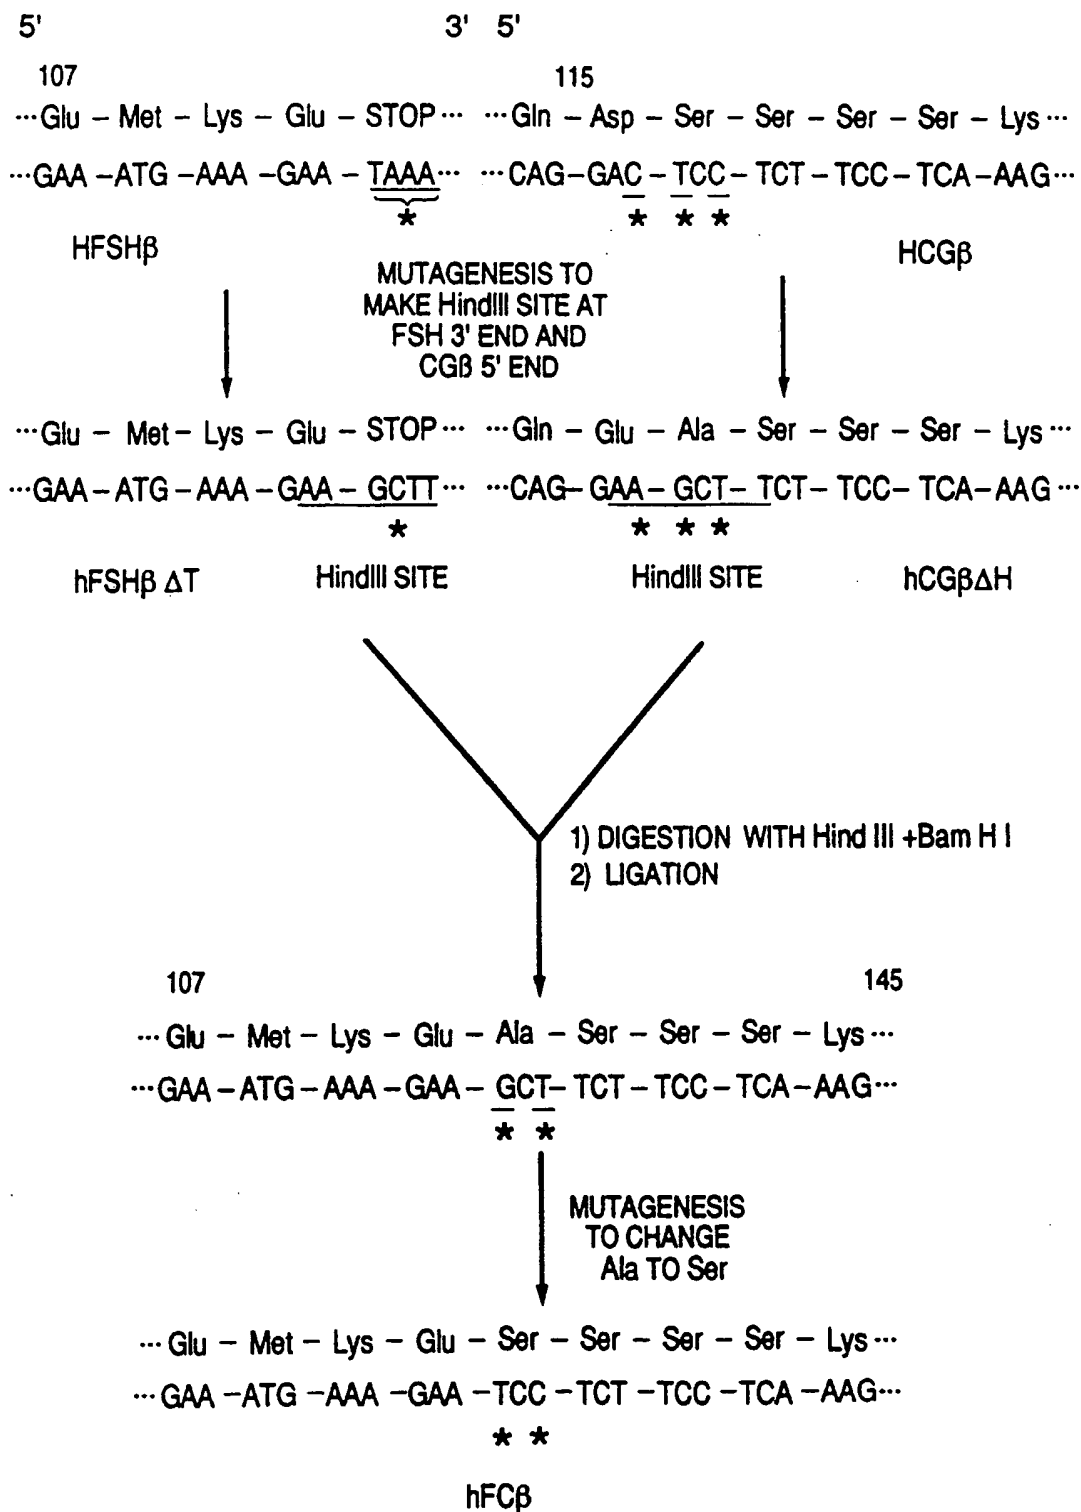 5' 3' 5'
107 115
···Glu – Met – Lys – Glu – STOP··· ···Gln – Asp – Ser – Ser – Ser – Ser – Lys···
···GAA –ATG –AAA – GAA – TAAA··· ···CAG–GAC – TCC – TCT – TCC – TCA– AAG···
* * * *
HFSHβ HCGβ
MUTAGENESIS TO
MAKE HindIII SITE AT
FSH 3' END AND
CGβ 5' END
···Glu – Met – Lys – Glu – STOP··· ···Gln – Glu – Ala – Ser – Ser – Ser – Lys···
···GAA–ATG –AAA – GAA – GCTT··· ···CAG– GAA– GCT– TCT– TCC– TCA–AAG···
* * * *
hFSHβ ΔT HindIII SITE HindIII SITE hCGβΔH
1) DIGESTION WITH Hind III +Bam H I
2) LIGATION
107 145
···Glu – Met – Lys – Glu – Ala – Ser – Ser – Ser – Lys···
···GAA –ATG –AAA – GAA – GCT– TCT – TCC – TCA – AAG···
* *
MUTAGENESIS
TO CHANGE
Ala TO Ser
···Glu – Met – Lys – Glu – Ser – Ser – Ser – Ser – Lys···
···GAA –ATG –AAA –GAA –TCC –TCT –TCC –TCA– AAG···
* *
hFCβ